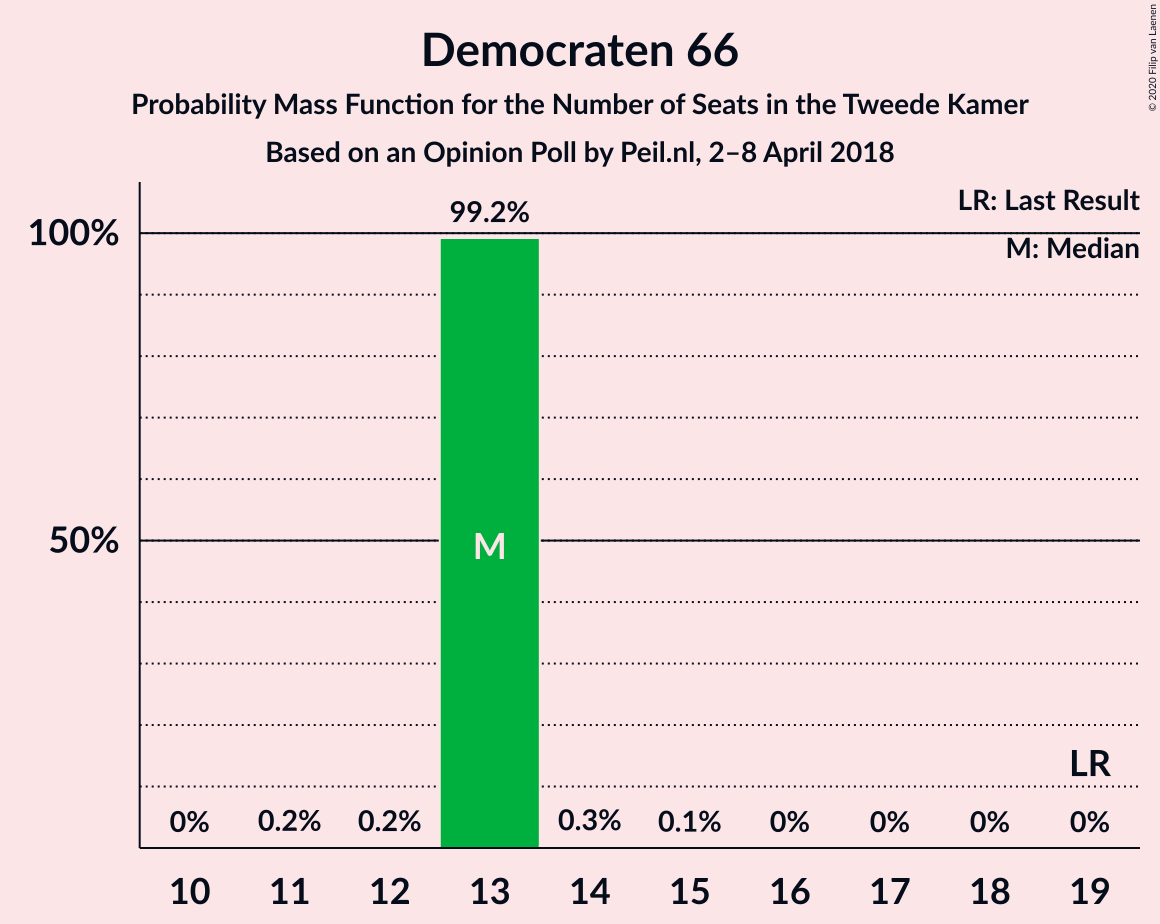 Democraten 66
Probability Mass Function for the Number of Seats in the Tweede Kamer
Based on an Opinion Poll by Peil.nl, 2–8 April 2018
© 2020 Filip van Laenen
LR: Last Result
M: Median
100%
50%
99.2%
M
LR
0% 0.2% 0.2% 0.3% 0.1% 0% 0% 0% 0%
10 11 12 13 14 15 16 17 18 19